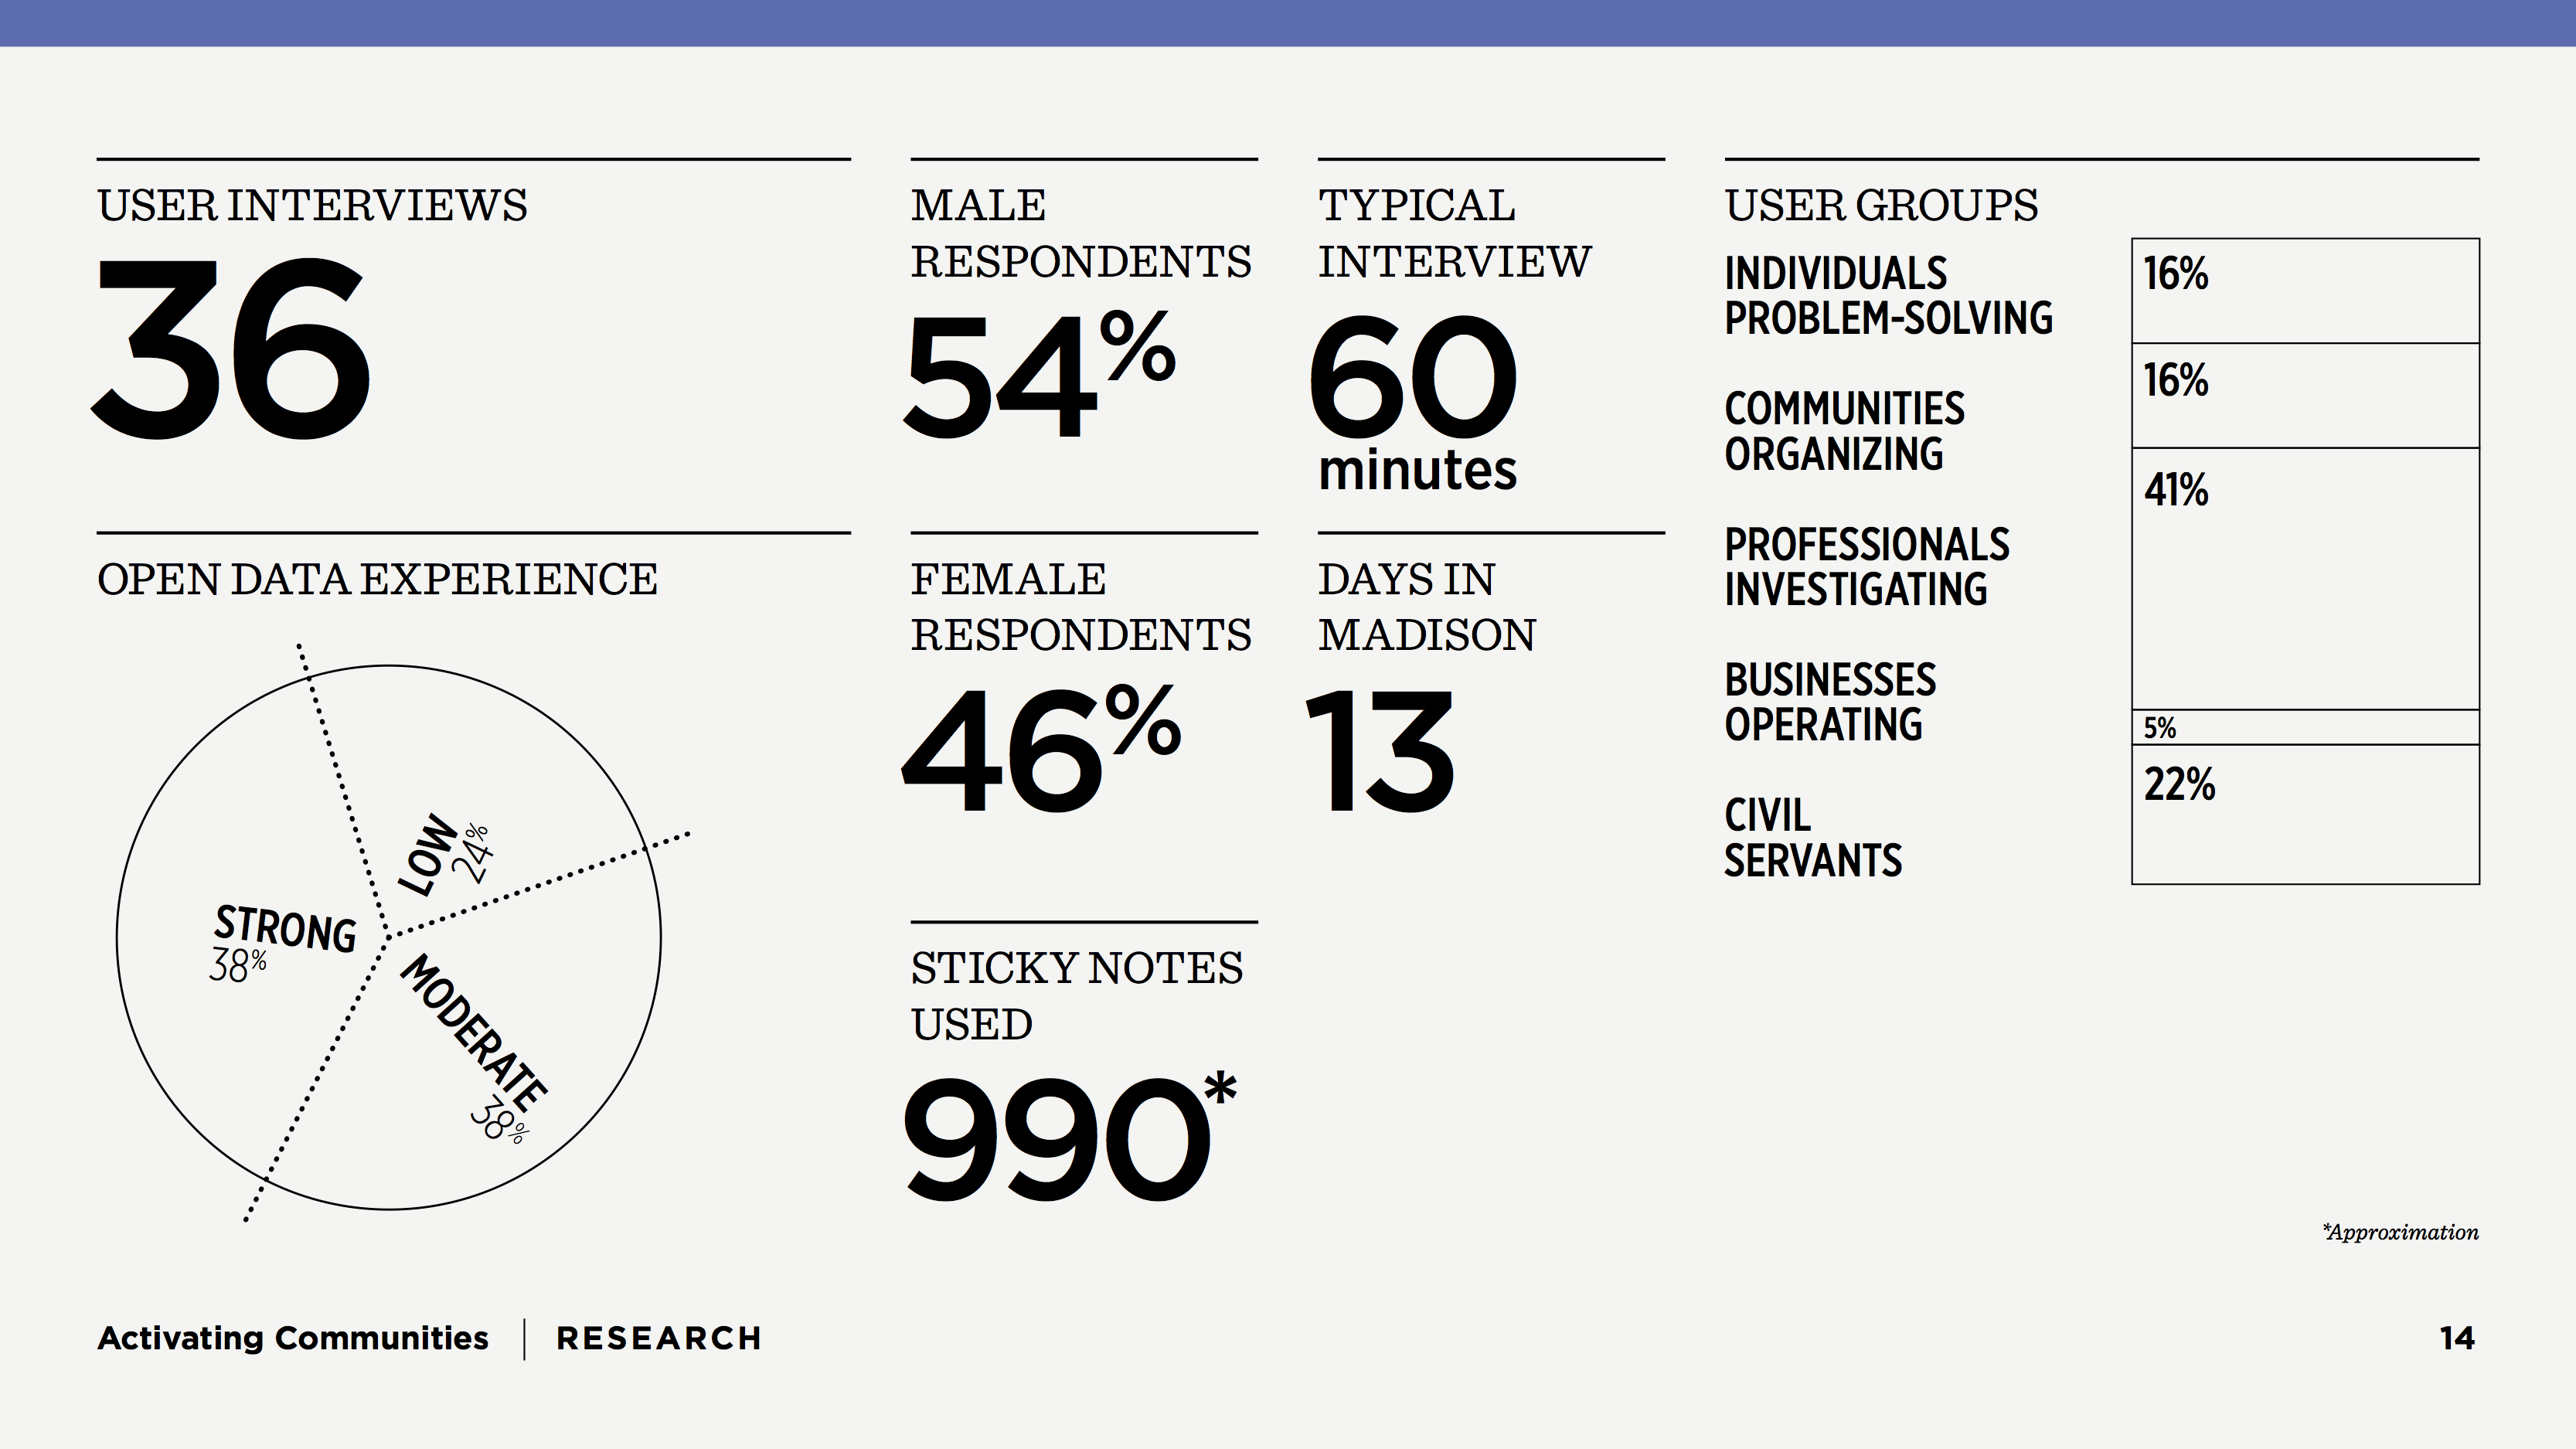 USER INTERVIEWS
36
MALE
RESPONDENTS
54%
TYPICAL
INTERVIEW
60
minutes
USER GROUPS
INDIVIDUALS
PROBLEM-SOLVING
16%
COMMUNITIES
ORGANIZING
16%
PROFESSIONALS
INVESTIGATING
41%
BUSINESSES
OPERATING
5%
CIVIL
SERVANTS
22%
OPEN DATA EXPERIENCE
LOW
24%
STRONG
38%
MODERATE
38%
FEMALE
RESPONDENTS
46%
DAYS IN
MADISON
13
STICKY NOTES
USED
990*
*Approximation
Activating Communities | RESEARCH
14